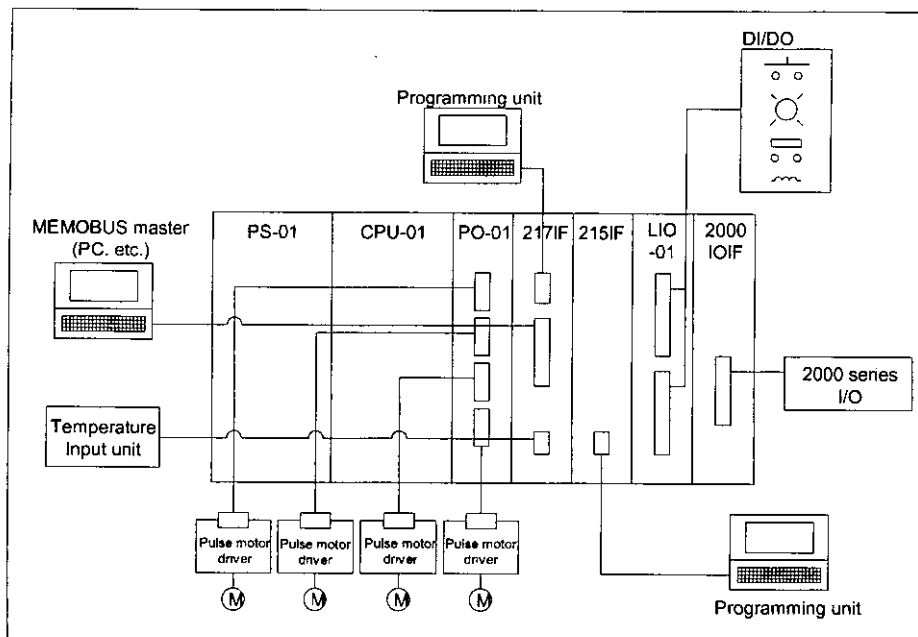 DI/DO
Programming unit
MEMOBUS master
(PC. etc.)
PS-01
CPU-01
PO-01
217IF
215IF
LIO
-01
2000
IOIF
2000 series
I/O
Temperature
Input unit
Pulse motor
driver
Pulse motor
driver
Pulse motor
driver
Pulse motor
driver
M
M
M
M
Programming unit